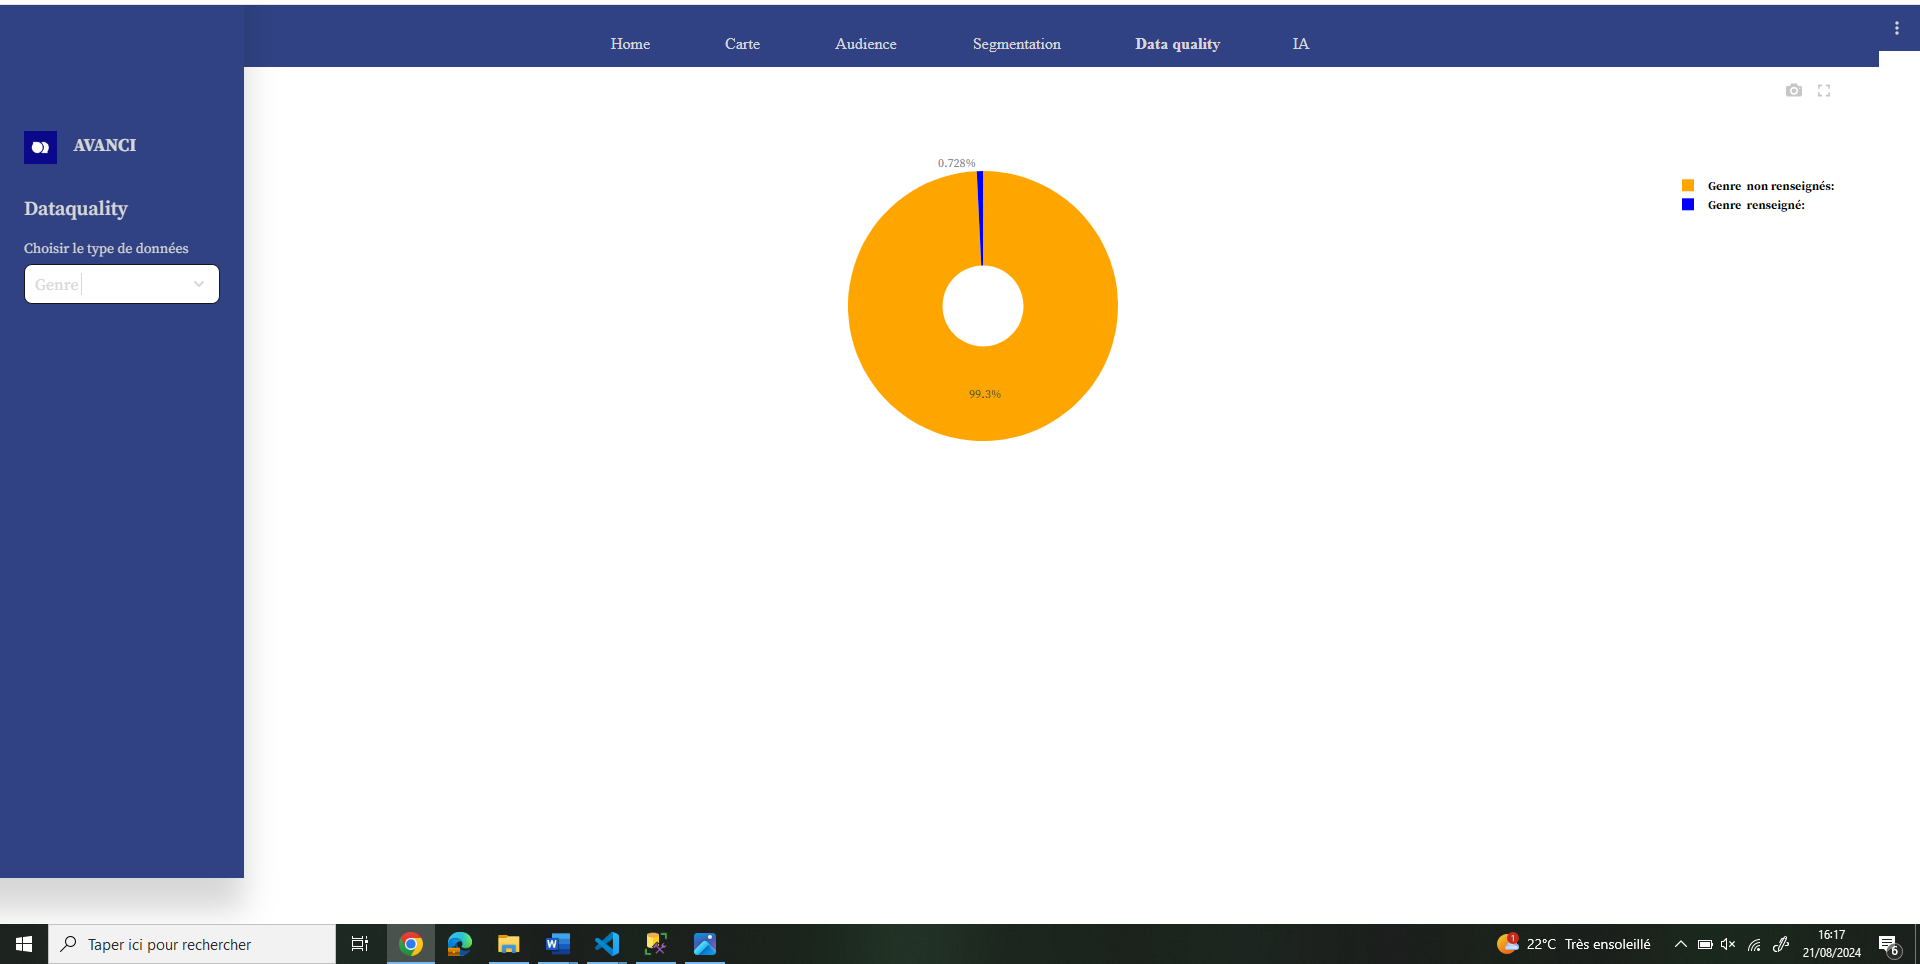 Home Carte Audience Segmentation Data quality IA
AVANCI
Dataquality
Choisir le type de données
Genre
0.728%
99.3%
Genre non renseignés:
Genre renseigné:
Taper ici pour rechercher
1
22°C Très ensoleillé
16:17
21/08/2024
6